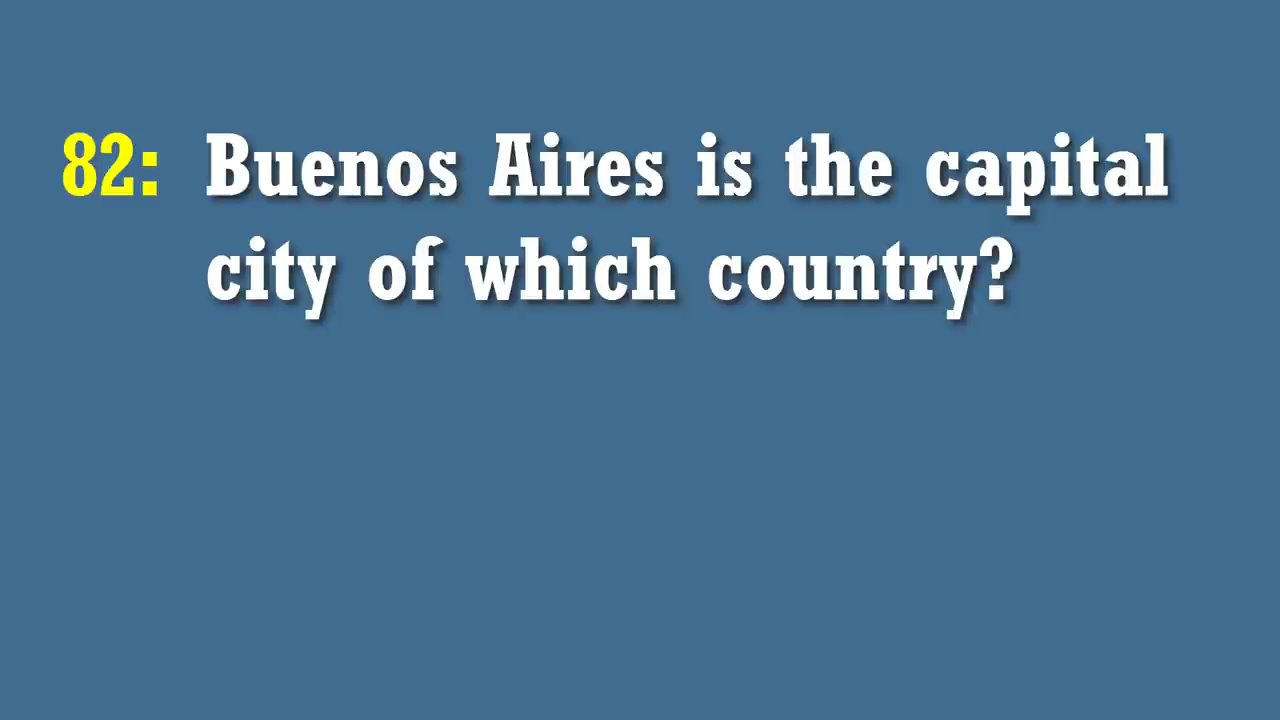 82: Buenos Aires is the capital
city of which country?